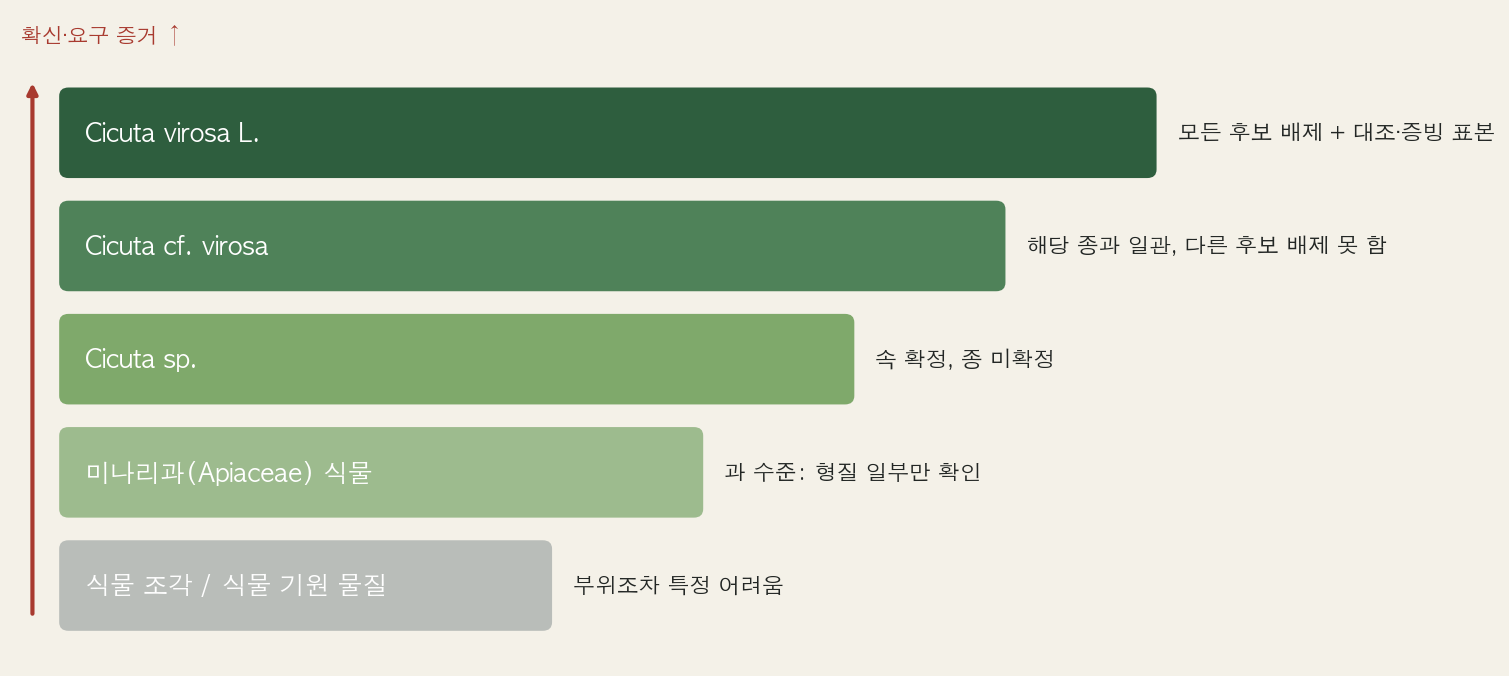 확신·요구 증거 ↑
Cicuta virosa L.
모든 후보 배제 + 대조·증빙 표본
Cicuta cf. virosa
해당 종과 일관, 다른 후보 배제 못 함
Cicuta sp.
속 확정, 종 미확정
미나리과(Apiaceae) 식물
과 수준: 형질 일부만 확인
식물 조각 / 식물 기원 물질
부위조차 특정 어려움